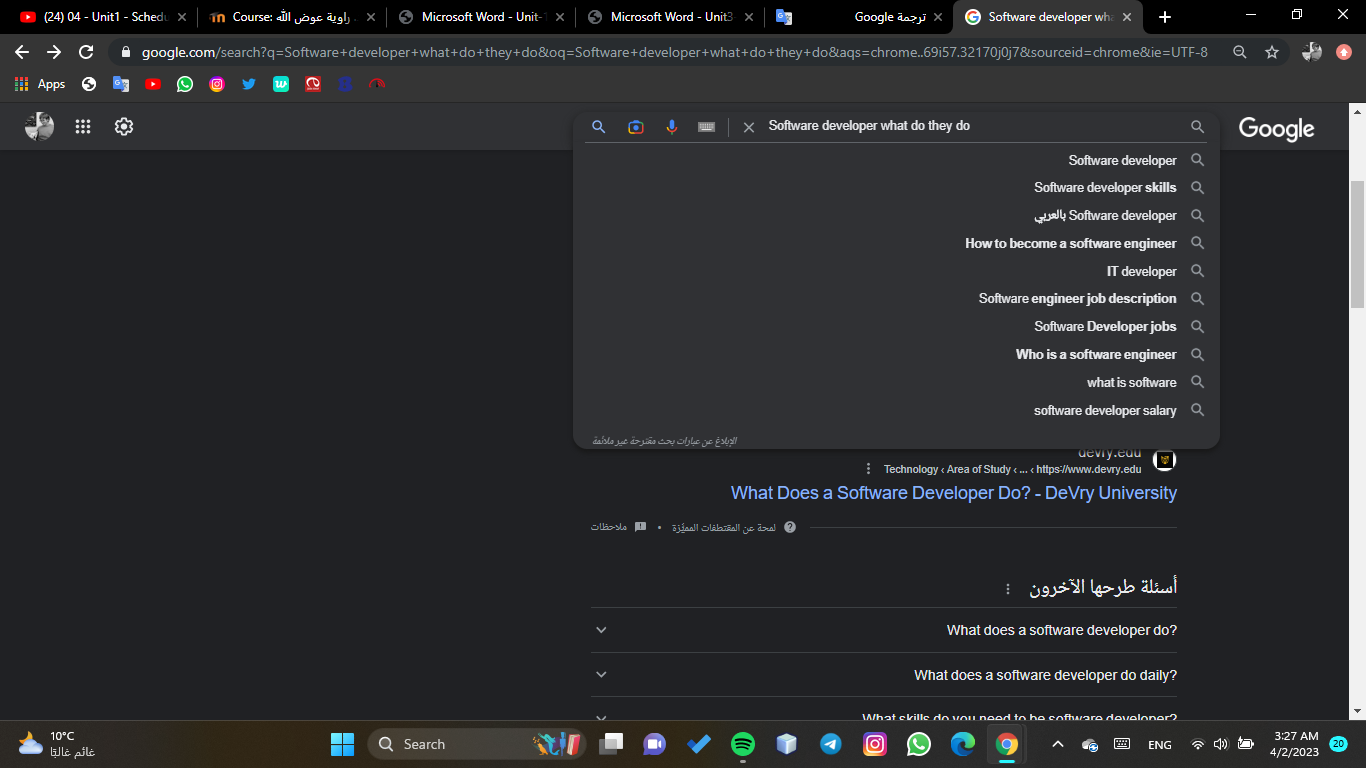 (24) 04 - Unit1 - Schedu
Course: راوية عوض الله
Microsoft Word - Unit-1
Microsoft Word - Unit3
ترجمة Google
Software developer wha
google.com/search?q=Software+developer+what+do+they+do&oq=Software+developer+what+do+they+do&aqs=chrome..69i57.32170j0j7&sourceid=chrome&ie=UTF-8
Apps
Software developer what do they do
Google
Software developer
Software developer skills
Software developer بالعربي
How to become a software engineer
IT developer
Software engineer job description
Software Developer jobs
Who is a software engineer
what is software
software developer salary
الإبلاغ عن عبارات بحث مقترحة غير ملائمة
devry.edu
Technology › Area of Study › ... › https://www.devry.edu
What Does a Software Developer Do? - DeVry University
لمحة عن المقتطفات المميَّزة • ملاحظات
أسئلة طرحها الآخرون
What does a software developer do?
What does a software developer do daily?
What skills do you need to be software developer?
10°C
غائم غالبًا
Search
ENG
3:27 AM
4/2/2023
20